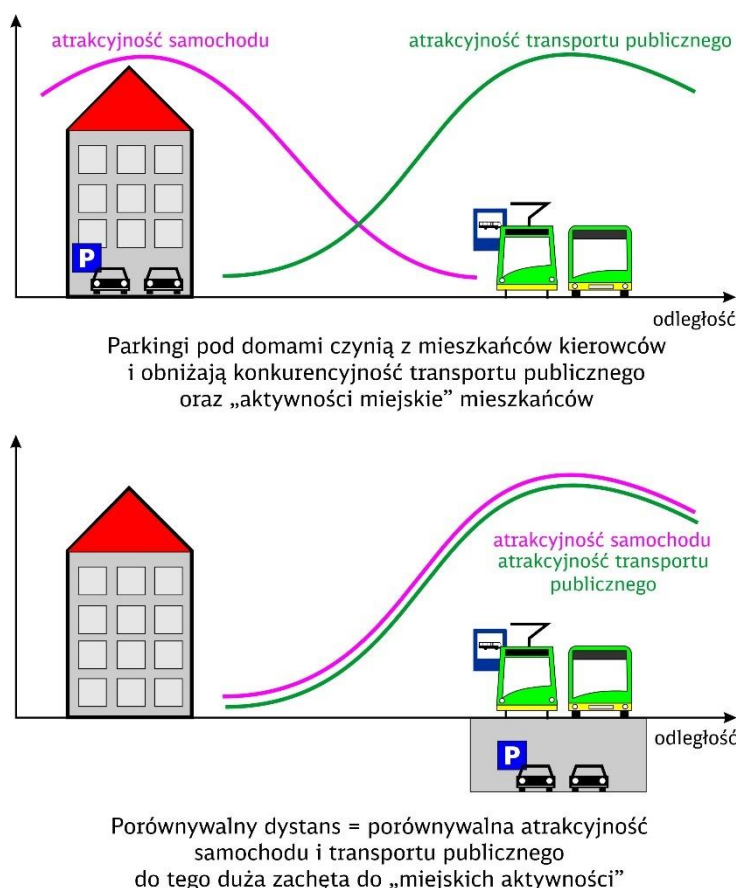 atrakcyjność samochodu
atrakcyjność transportu publicznego
P
odległość
Parkingi pod domami czynią z mieszkańców kierowców
i obniżają konkurencyjność transportu publicznego
oraz „aktywności miejskie” mieszkańców
atrakcyjność samochodu
atrakcyjność transportu
publicznego
odległość
P
Porównywalny dystans = porównywalna atrakcyjność
samochodu i transportu publicznego
do tego duża zachęta do „miejskich aktywności”